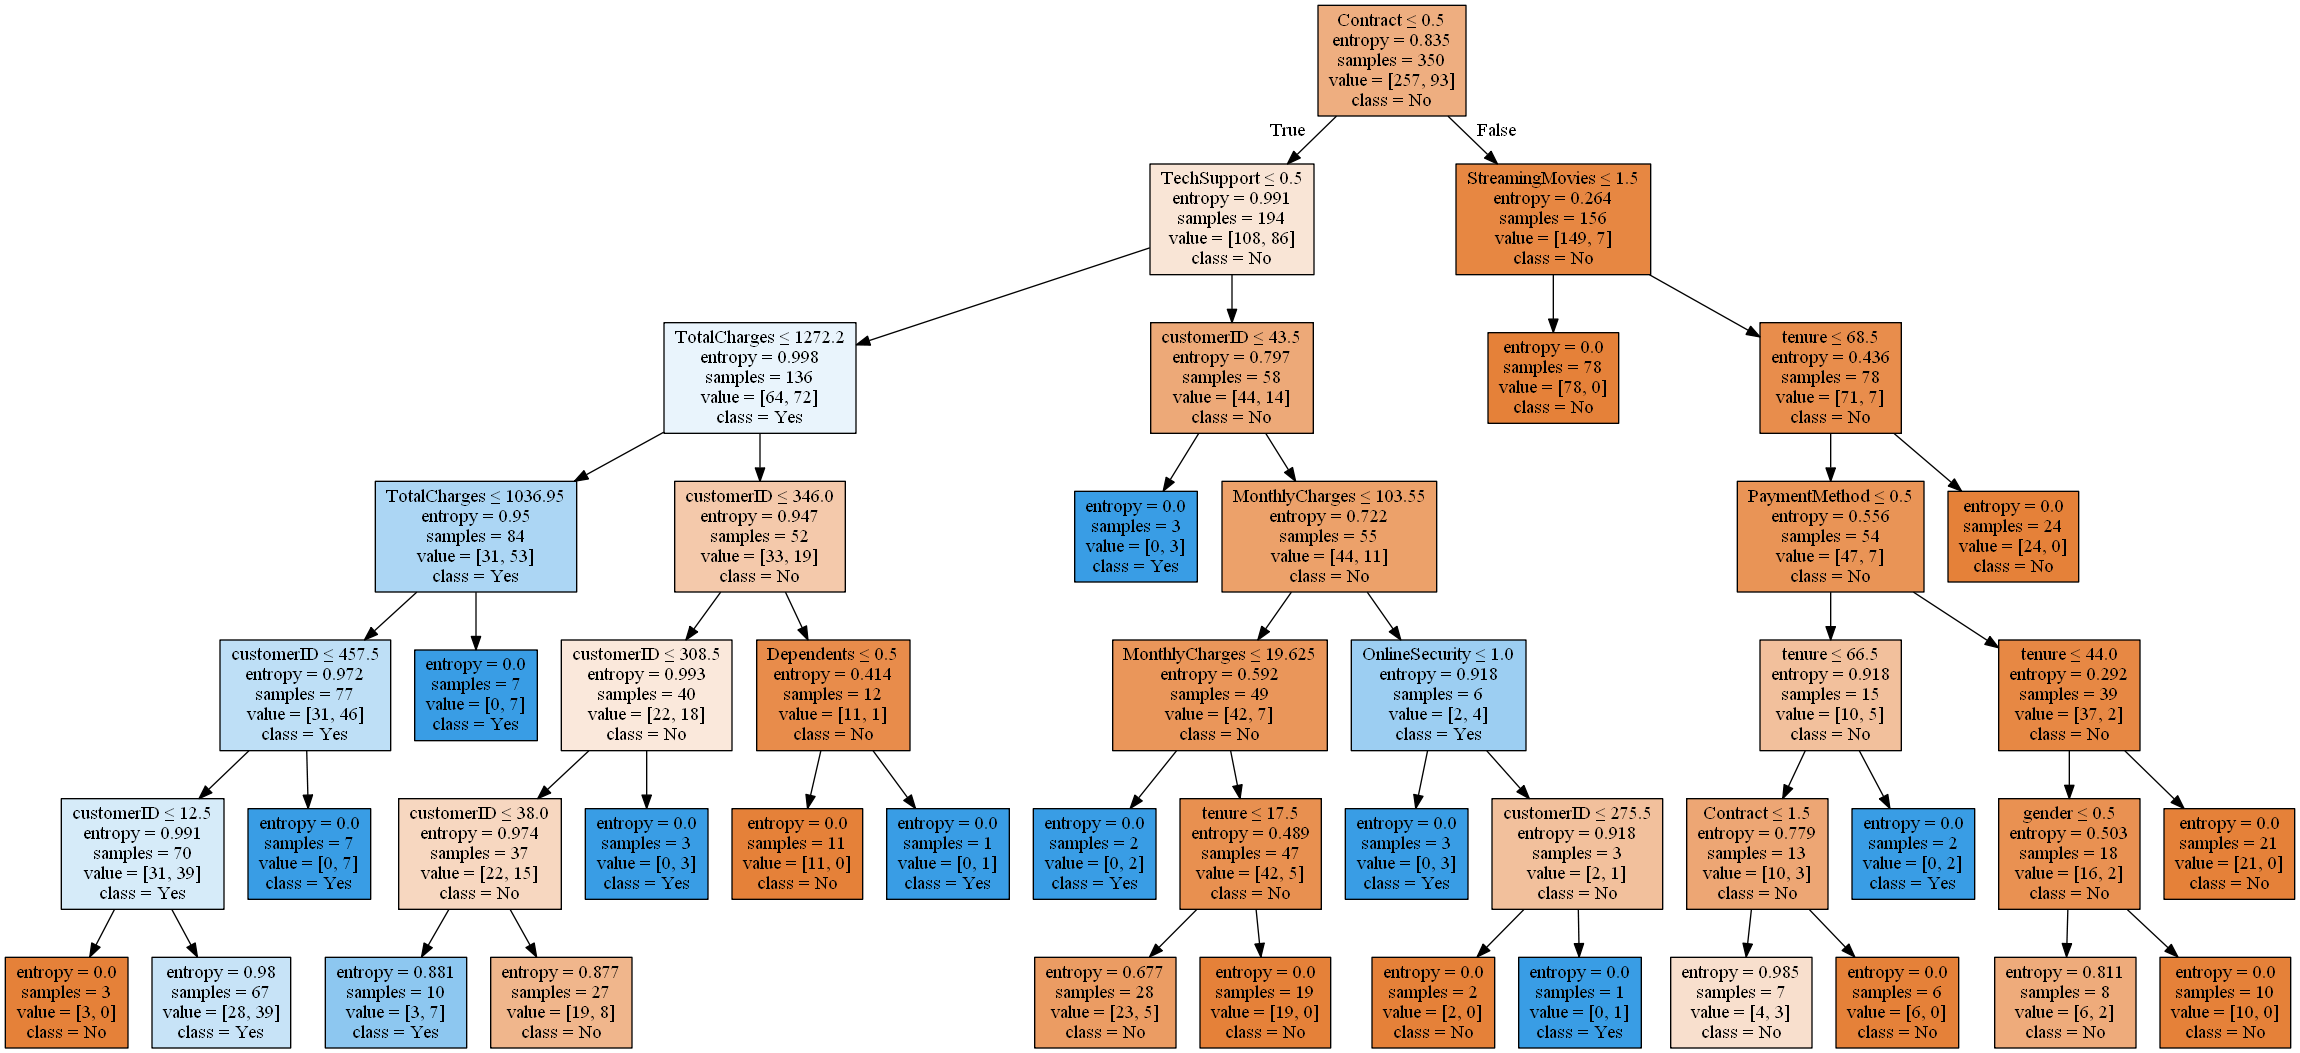 Contract ≤ 0.5
entropy = 0.835
samples = 350
value = [257, 93]
class = No
True
False
TechSupport ≤ 0.5
entropy = 0.991
samples = 194
value = [108, 86]
class = No
StreamingMovies ≤ 1.5
entropy = 0.264
samples = 156
value = [149, 7]
class = No
TotalCharges ≤ 1272.2
entropy = 0.998
samples = 136
value = [64, 72]
class = Yes
customerID ≤ 43.5
entropy = 0.797
samples = 58
value = [44, 14]
class = No
entropy = 0.0
samples = 78
value = [78, 0]
class = No
tenure ≤ 68.5
entropy = 0.436
samples = 78
value = [71, 7]
class = No
TotalCharges ≤ 1036.95
entropy = 0.95
samples = 84
value = [31, 53]
class = Yes
customerID ≤ 346.0
entropy = 0.947
samples = 52
value = [33, 19]
class = No
entropy = 0.0
samples = 3
value = [0, 3]
class = Yes
MonthlyCharges ≤ 103.55
entropy = 0.722
samples = 55
value = [44, 11]
class = No
PaymentMethod ≤ 0.5
entropy = 0.556
samples = 54
value = [47, 7]
class = No
entropy = 0.0
samples = 24
value = [24, 0]
class = No
customerID ≤ 457.5
entropy = 0.972
samples = 77
value = [31, 46]
class = Yes
entropy = 0.0
samples = 7
value = [0, 7]
class = Yes
customerID ≤ 308.5
entropy = 0.993
samples = 40
value = [22, 18]
class = No
Dependents ≤ 0.5
entropy = 0.414
samples = 12
value = [11, 1]
class = No
MonthlyCharges ≤ 19.625
entropy = 0.592
samples = 49
value = [42, 7]
class = No
OnlineSecurity ≤ 1.0
entropy = 0.918
samples = 6
value = [2, 4]
class = Yes
tenure ≤ 66.5
entropy = 0.918
samples = 15
value = [10, 5]
class = No
tenure ≤ 44.0
entropy = 0.292
samples = 39
value = [37, 2]
class = No
customerID ≤ 12.5
entropy = 0.991
samples = 70
value = [31, 39]
class = Yes
entropy = 0.0
samples = 7
value = [0, 7]
class = Yes
customerID ≤ 38.0
entropy = 0.974
samples = 37
value = [22, 15]
class = No
entropy = 0.0
samples = 3
value = [0, 3]
class = Yes
entropy = 0.0
samples = 11
value = [11, 0]
class = No
entropy = 0.0
samples = 1
value = [0, 1]
class = Yes
entropy = 0.0
samples = 2
value = [0, 2]
class = Yes
tenure ≤ 17.5
entropy = 0.489
samples = 47
value = [42, 5]
class = No
entropy = 0.0
samples = 3
value = [0, 3]
class = Yes
customerID ≤ 275.5
entropy = 0.918
samples = 3
value = [2, 1]
class = No
Contract ≤ 1.5
entropy = 0.779
samples = 13
value = [10, 3]
class = No
entropy = 0.0
samples = 2
value = [0, 2]
class = Yes
gender ≤ 0.5
entropy = 0.503
samples = 18
value = [16, 2]
class = No
entropy = 0.0
samples = 21
value = [21, 0]
class = No
entropy = 0.0
samples = 3
value = [3, 0]
class = No
entropy = 0.98
samples = 67
value = [28, 39]
class = Yes
entropy = 0.881
samples = 10
value = [3, 7]
class = Yes
entropy = 0.877
samples = 27
value = [19, 8]
class = No
entropy = 0.677
samples = 28
value = [23, 5]
class = No
entropy = 0.0
samples = 19
value = [19, 0]
class = No
entropy = 0.0
samples = 2
value = [2, 0]
class = No
entropy = 0.0
samples = 1
value = [0, 1]
class = Yes
entropy = 0.985
samples = 7
value = [4, 3]
class = No
entropy = 0.0
samples = 6
value = [6, 0]
class = No
entropy = 0.811
samples = 8
value = [6, 2]
class = No
entropy = 0.0
samples = 10
value = [10, 0]
class = No